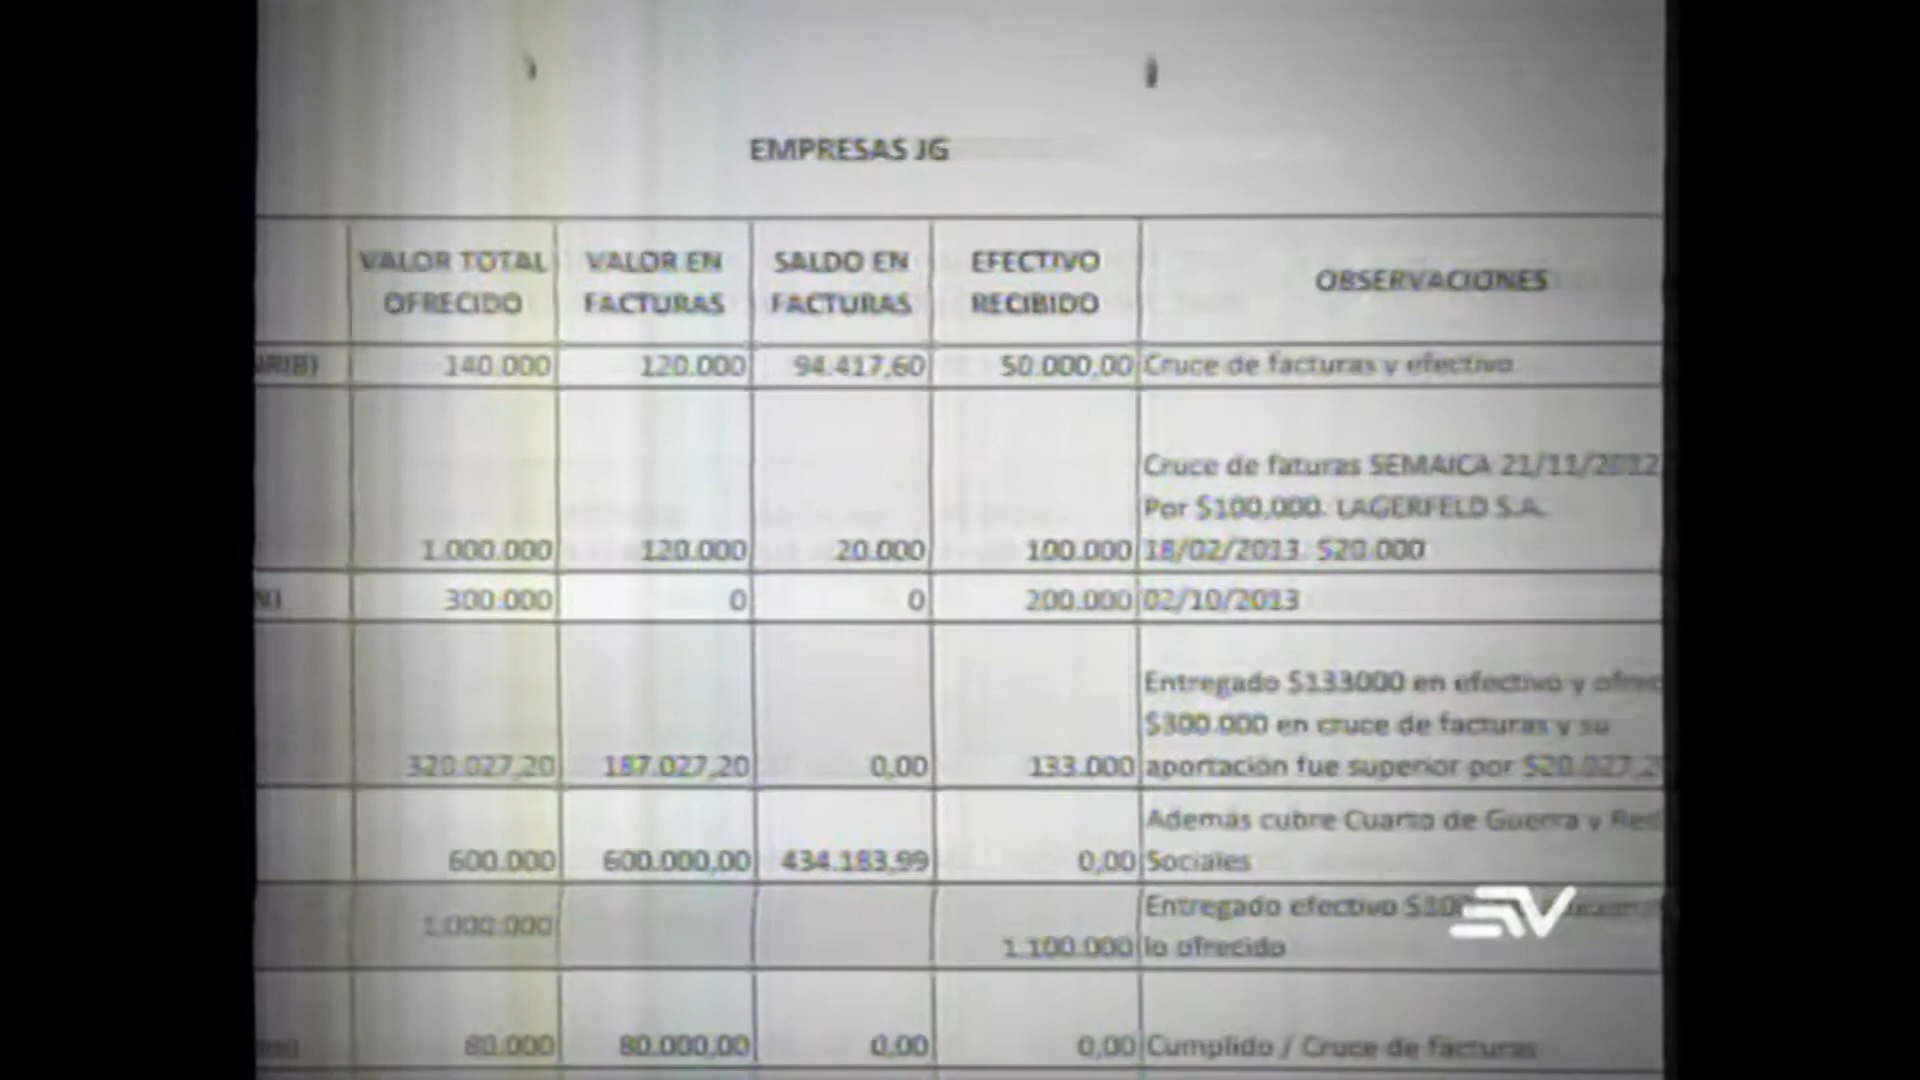 EMPRESAS JG
VALOR TOTAL OFRECIDO VALOR EN FACTURAS SALDO EN FACTURAS EFECTIVO RECIBIDO OBSERVACIONES
140.000 120.000 94.417,60 50.000,00 Cruce de facturas y efectivo
Cruce de faturas SEMAICA 21/11/2012
Por $100.000. LAGERFELD S.A.
1.000.000 120.000 20.000 100.000 18/02/2013. $20.000
300.000 0 0 200.000 02/10/2013
Entregado $133000 en efectivo y
$300.000 en cruce de facturas y su
320.027,20 187.027,20 0,00 133.000 aportación fue superior por $20.027,2
Además cubre Cuarto de Guerra y
600.000 600.000,00 434.183,99 0,00 Sociales
Entregado efectivo
1.000.000
1.100.000 lo ofrecido
80.000 80.000,00 0,00 0,00 Cumplido / Cruce de facturas